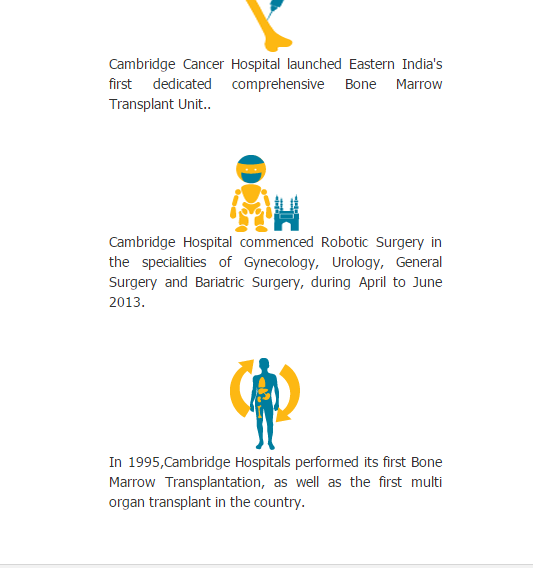 Cambridge Cancer Hospital launched Eastern India's
first dedicated comprehensive Bone Marrow
Transplant Unit..
Cambridge Hospital commenced Robotic Surgery in
the specialities of Gynecology, Urology, General
Surgery and Bariatric Surgery, during April to June
2013.
In 1995,Cambridge Hospitals performed its first Bone
Marrow Transplantation, as well as the first multi
organ transplant in the country.